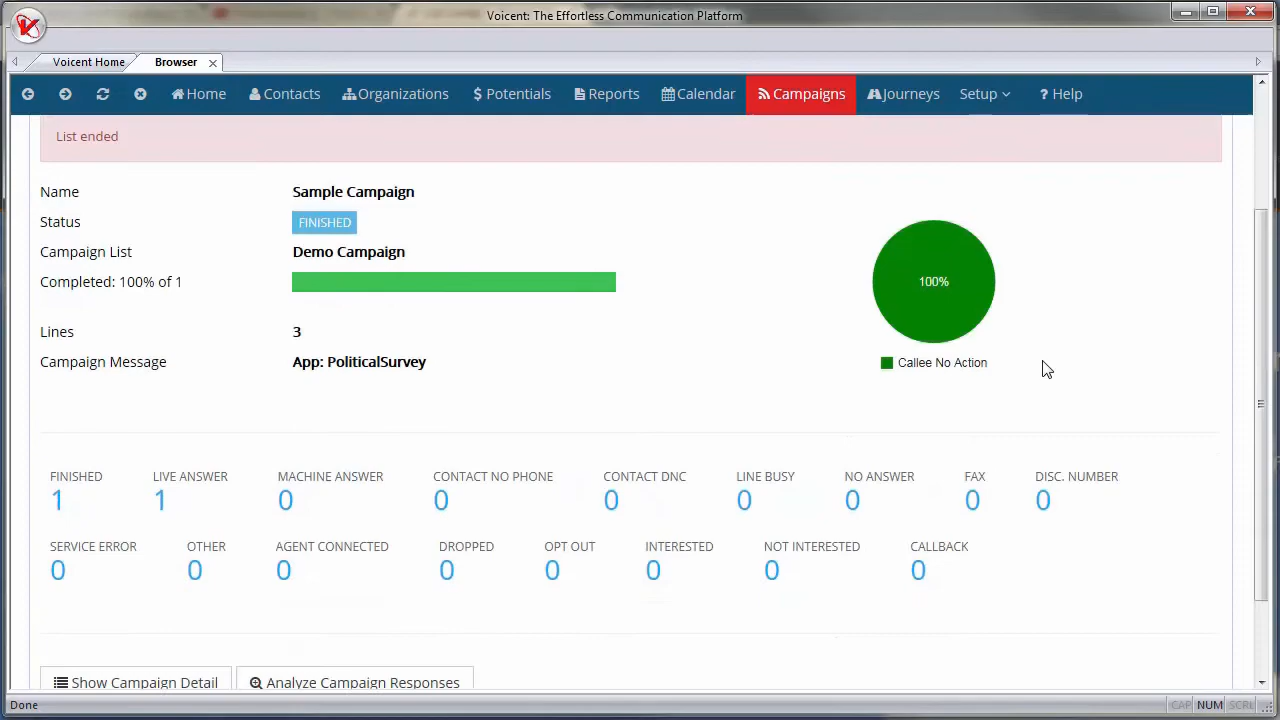 Voicent: The Effortless Communication Platform
Voicent Home Browser
Home Contacts Organizations $ Potentials Reports Calendar Campaigns Journeys Setup ? Help
List ended
Name Sample Campaign
Status FINISHED
Campaign List Demo Campaign
Completed: 100% of 1
100%
Lines 3
Campaign Message App: PoliticalSurvey
Callee No Action
FINISHED LIVE ANSWER MACHINE ANSWER CONTACT NO PHONE CONTACT DNC LINE BUSY NO ANSWER FAX DISC. NUMBER
1 1 0 0 0 0 0 0 0
SERVICE ERROR OTHER AGENT CONNECTED DROPPED OPT OUT INTERESTED NOT INTERESTED CALLBACK
0 0 0 0 0 0 0 0
Show Campaign Detail Analyze Campaign Responses
Done CAP NUM SCRL